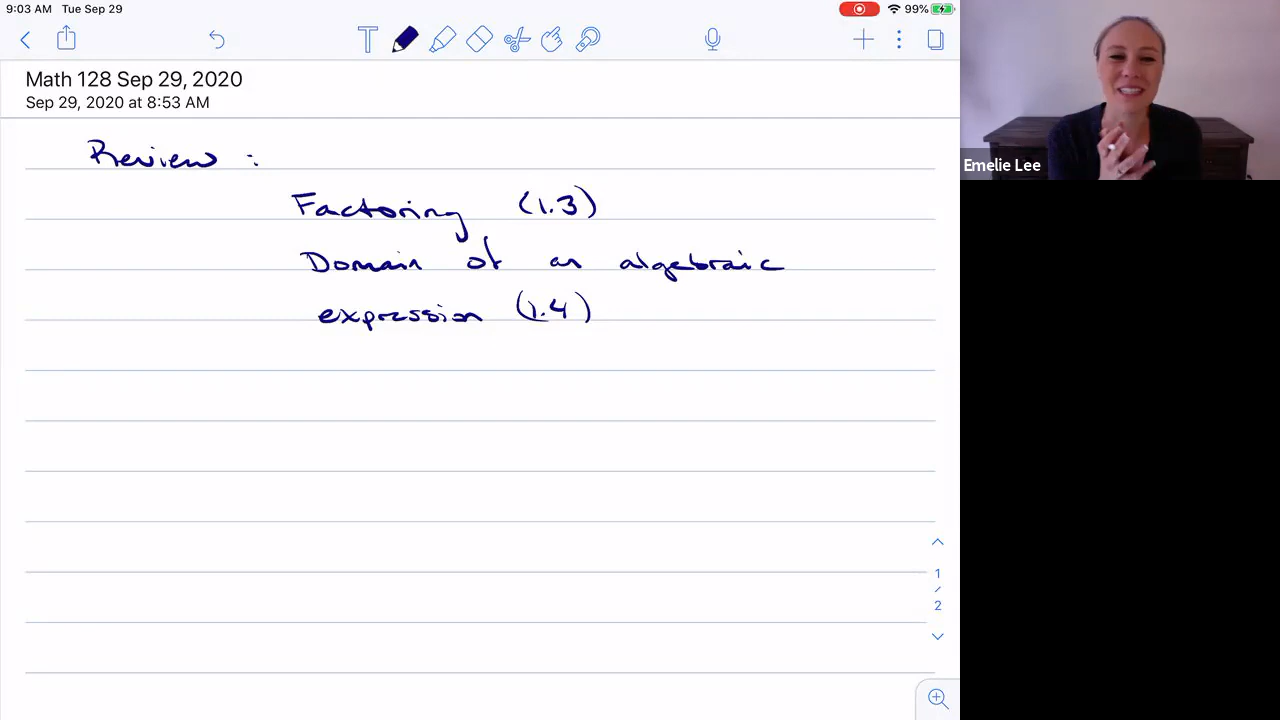 9:03 AM Tue Sep 29
99%
Math 128 Sep 29, 2020
Sep 29, 2020 at 8:53 AM
Review :
Factoring (1.3)
Domain of an algebraic
expression (1.4)
Emelie Lee
1
/
2